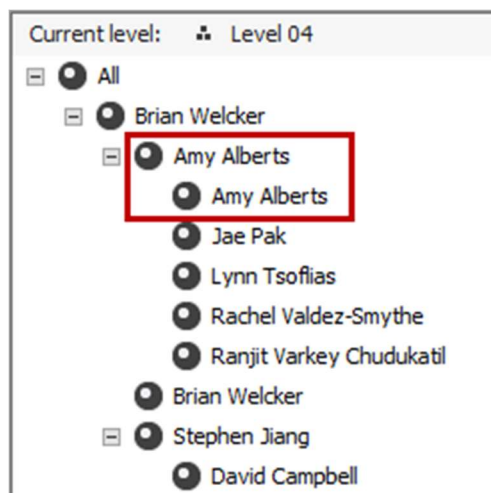 Current level: Level 04
All
Brian Welcker
Amy Alberts
Amy Alberts
Jae Pak
Lynn Tsoflias
Rachel Valdez-Smythe
Ranjit Varkey Chudukatil
Brian Welcker
Stephen Jiang
David Campbell